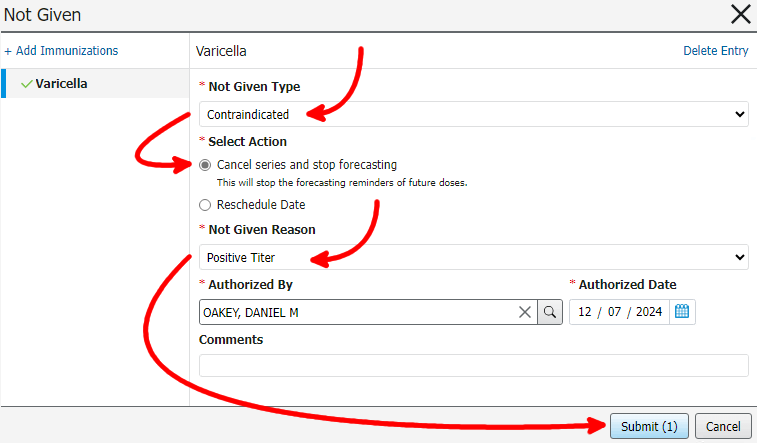 Not Given
+ Add Immunizations
Varicella
Varicella
Delete Entry
* Not Given Type
Contraindicated
* Select Action
Cancel series and stop forecasting
This will stop the forecasting reminders of future doses.
Reschedule Date
* Not Given Reason
Positive Titer
* Authorized By
* Authorized Date
OAKEY, DANIEL M
12 / 07 / 2024
Comments
Submit (1)
Cancel